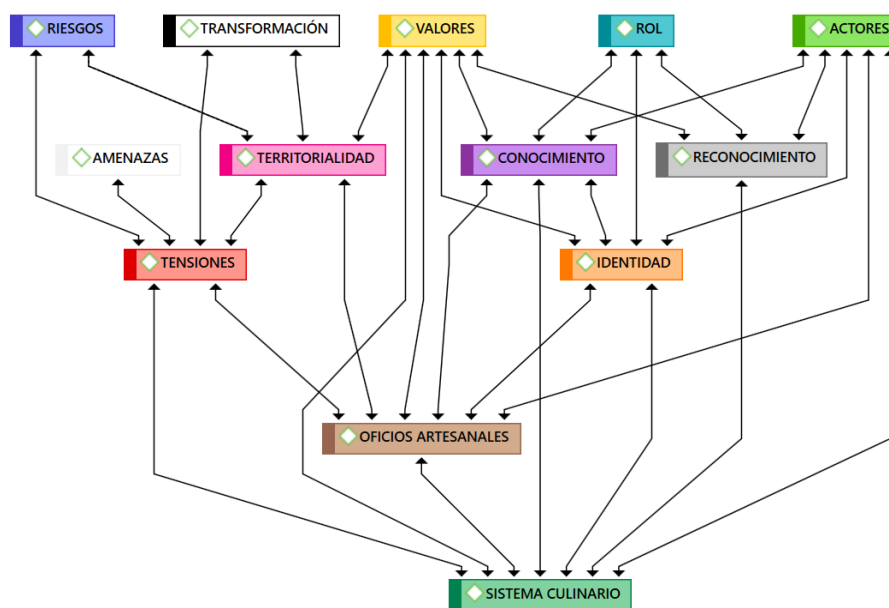 RIESGOS
TRANSFORMACIÓN
VALORES
ROL
ACTORES
AMENAZAS
TERRITORIALIDAD
CONOCIMIENTO
RECONOCIMIENTO
TENSIONES
IDENTIDAD
OFICIOS ARTESANALES
SISTEMA CULINARIO